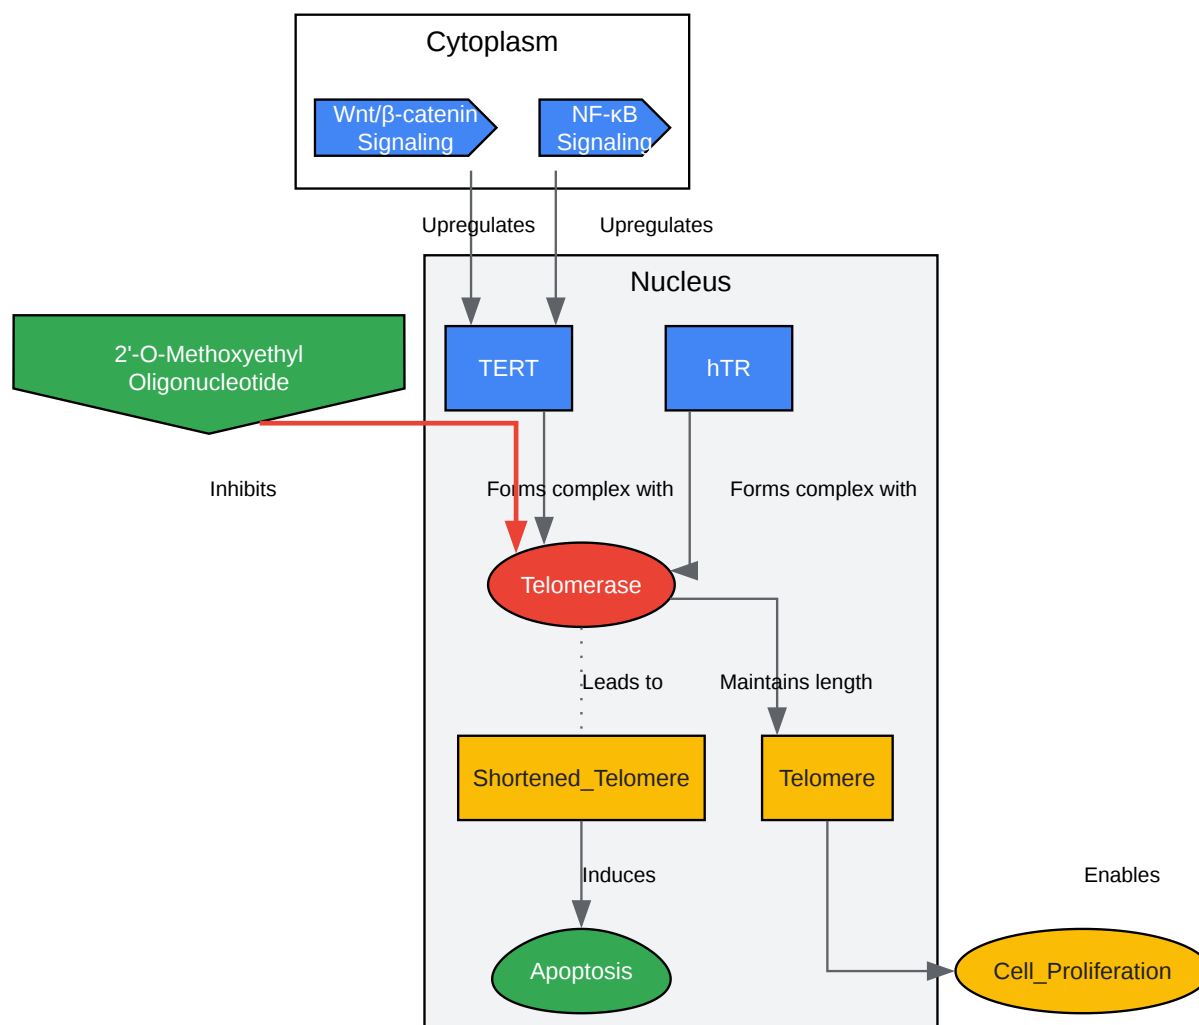 Cytoplasm
Wnt/β-catenin
Signaling
NF-κB
Signaling
Upregulates
Upregulates
Nucleus
2'-O-Methoxyethyl
Oligonucleotide
TERT
hTR
Inhibits
Forms complex with
Forms complex with
Telomerase
Leads to
Maintains length
Shortened_Telomere
Telomere
Induces
Enables
Apoptosis
Cell_Proliferation